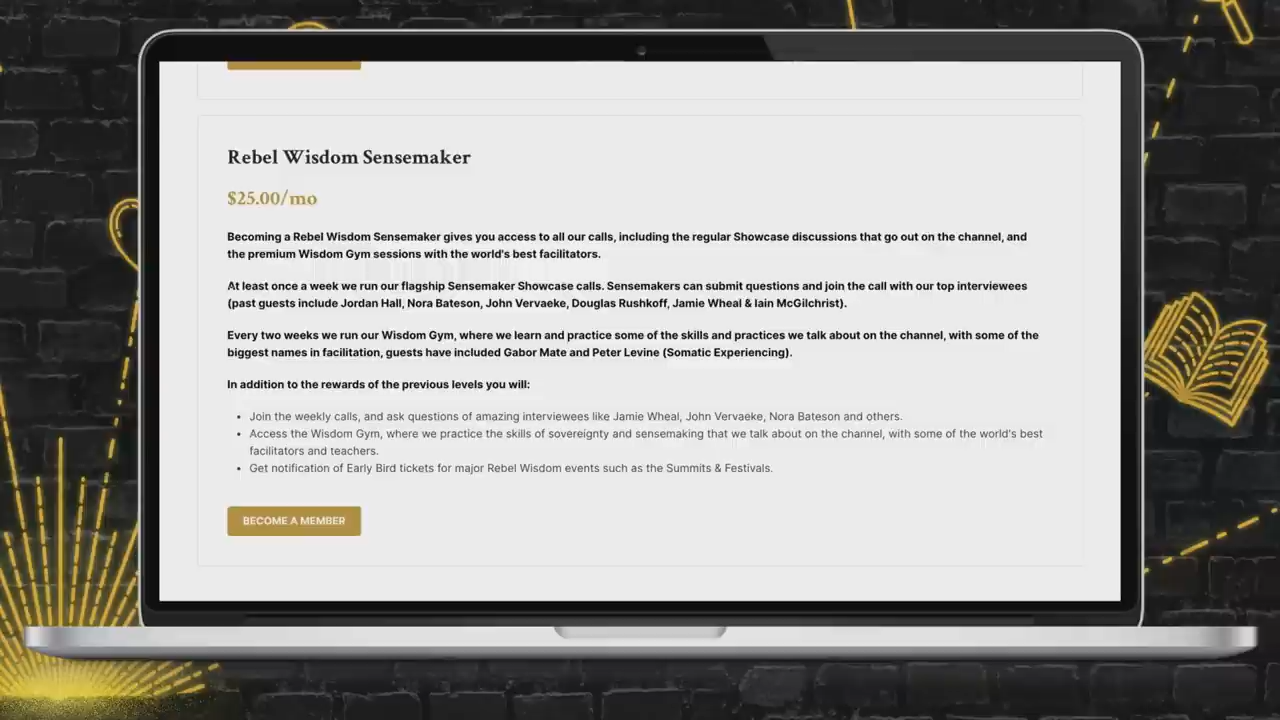 Rebel Wisdom Sensemaker
$25.00/mo
Becoming a Rebel Wisdom Sensemaker gives you access to all our calls, including the regular Showcase discussions that go out on the channel, and
the premium Wisdom Gym sessions with the world's best facilitators.
At least once a week we run our flagship Sensemaker Showcase calls. Sensemakers can submit questions and join the call with our top interviewees
(past guests include Jordan Hall, Nora Bateson, John Vervaeke, Douglas Rushkoff, Jamie Wheal & Iain McGilchrist).
Every two weeks we run our Wisdom Gym, where we learn and practice some of the skills and practices we talk about on the channel, with some of the
biggest names in facilitation, guests have included Gabor Mate and Peter Levine (Somatic Experiencing).
In addition to the rewards of the previous levels you will:
• Join the weekly calls, and ask questions of amazing interviewees like Jamie Wheal, John Vervaeke, Nora Bateson and others.
• Access the Wisdom Gym, where we practice the skills of sovereignty and sensemaking that we talk about on the channel, with some of the world's best
facilitators and teachers.
• Get notification of Early Bird tickets for major Rebel Wisdom events such as the Summits & Festivals.
BECOME A MEMBER